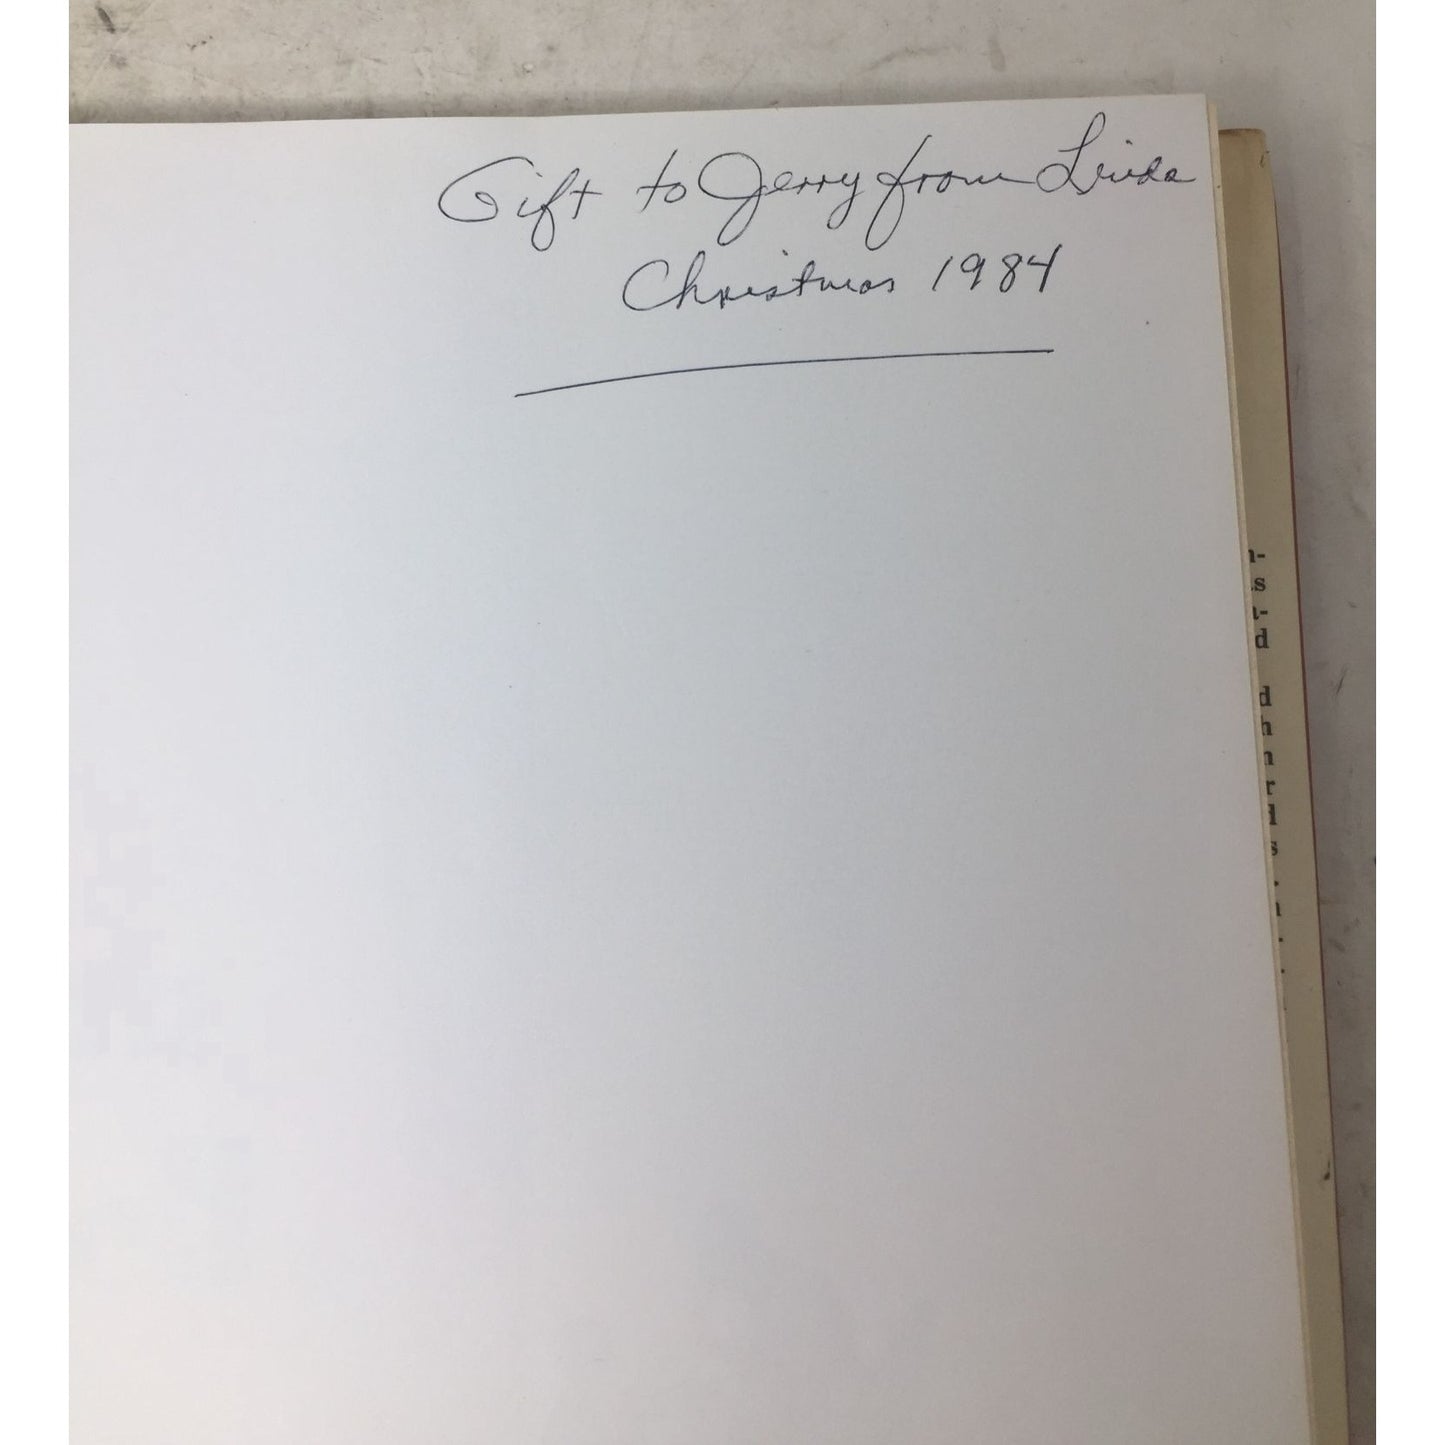 Gift to Jerry from Linda
Christmas 1984
n-
s
a-
d
d
h
n
r
d
s
.
n
-
-